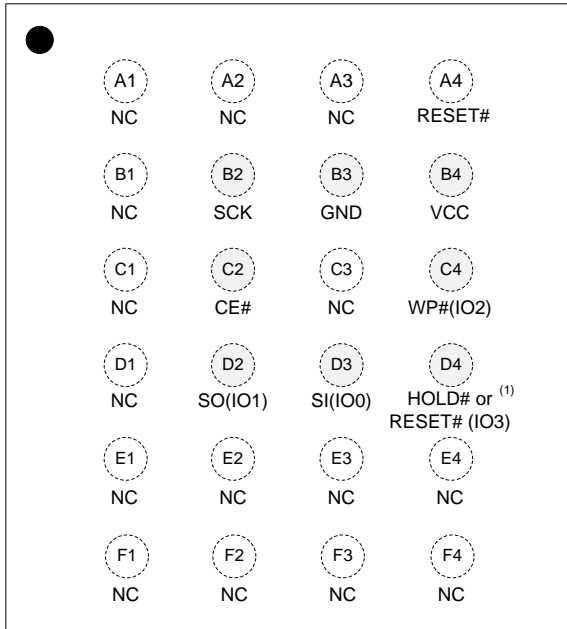 A1 A2 A3 A4
NC NC NC RESET#
B1 B2 B3 B4
NC SCK GND VCC
C1 C2 C3 C4
NC CE# NC WP#(IO2)
D1 D2 D3 D4
NC SO(IO1) SI(IO0) HOLD# or (1)
RESET# (IO3)
E1 E2 E3 E4
NC NC NC NC
F1 F2 F3 F4
NC NC NC NC